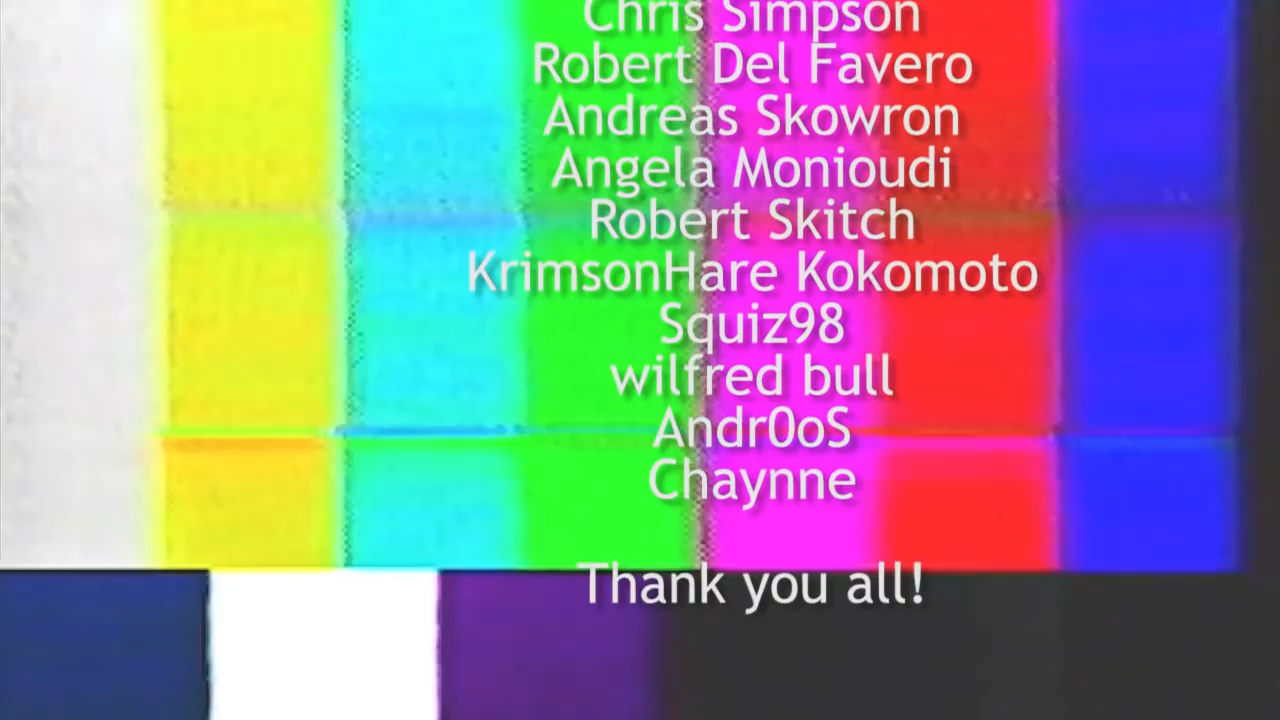 Chris Simpson
Robert Del Favero
Andreas Skowron
Angela Monioudi
Robert Skitch
KrimsonHare Kokomoto
Squiz98
wilfred bull
Andr0oS
Chaynne
Thank you all!